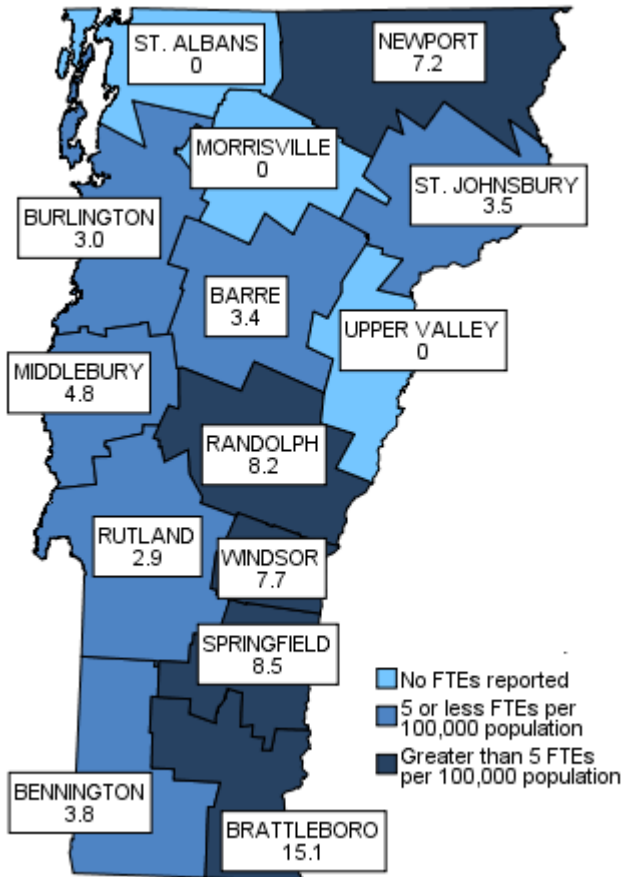 ST. ALBANS
0
NEWPORT
7.2
MORRISVILLE
0
ST. JOHNSBURY
3.5
BURLINGTON
3.0
BARRE
3.4
UPPER VALLEY
0
MIDDLEBURY
4.8
RANDOLPH
8.2
RUTLAND
2.9
WINDSOR
7.7
SPRINGFIELD
8.5
No FTEs reported
5 or less FTEs per
100,000 population
Greater than 5 FTEs
per 100,000 population
BENNINGTON
3.8
BRATTLEBORO
15.1